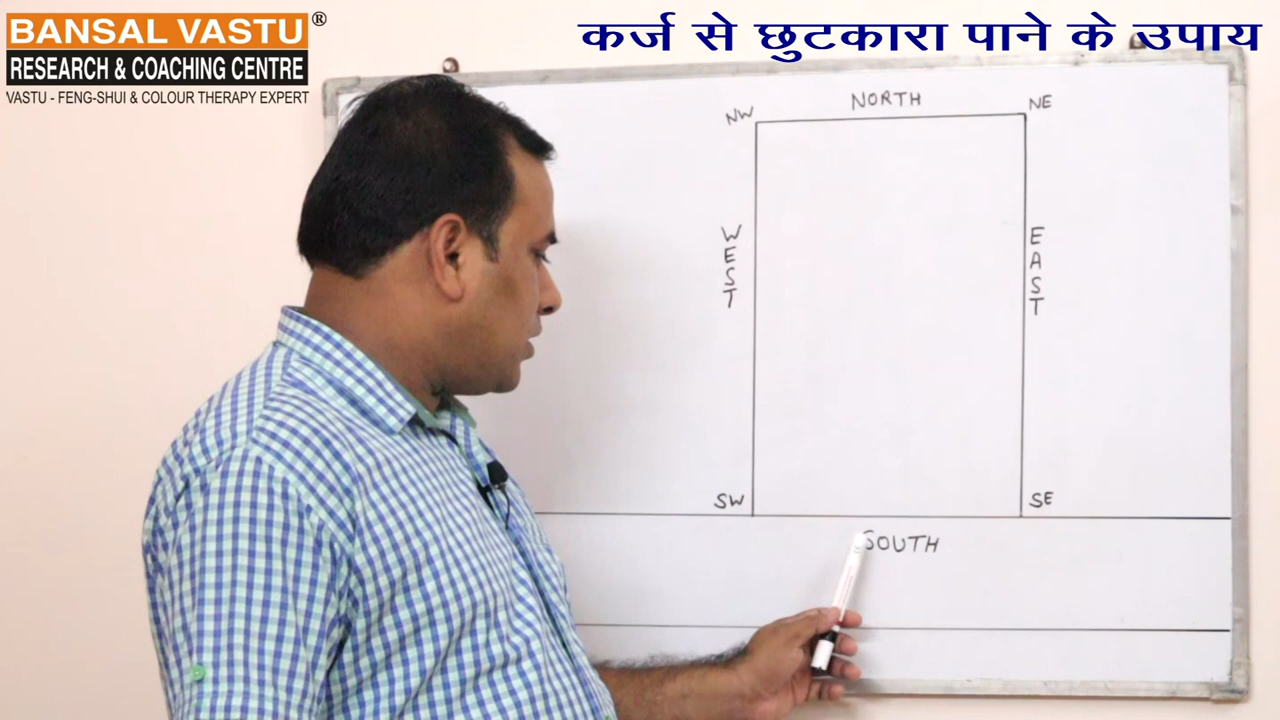 BANSAL VASTU®
RESEARCH & COACHING CENTRE
VASTU - FENG-SHUI & COLOUR THERAPY EXPERT
कर्ज से छुटकारा पाने के उपाय
NORTH
NW
NE
WEST
EAST
SW
SE
SOUTH